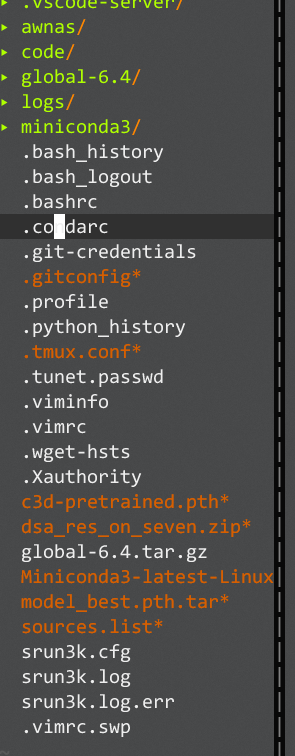 ▸ .vscode-server/
▸ awnas/
▸ code/
▸ global-6.4/
▸ logs/
▸ miniconda3/
.bash_history
.bash_logout
.bashrc
.condarc
.git-credentials
.gitconfig*
.profile
.python_history
.tmux.conf*
.tunet.passwd
.viminfo
.vimrc
.wget-hsts
.Xauthority
c3d-pretrained.pth*
dsa_res_on_seven.zip*
global-6.4.tar.gz
Miniconda3-latest-Linux
model_best.pth.tar*
sources.list*
srun3k.cfg
srun3k.log
srun3k.log.err
.vimrc.swp
~